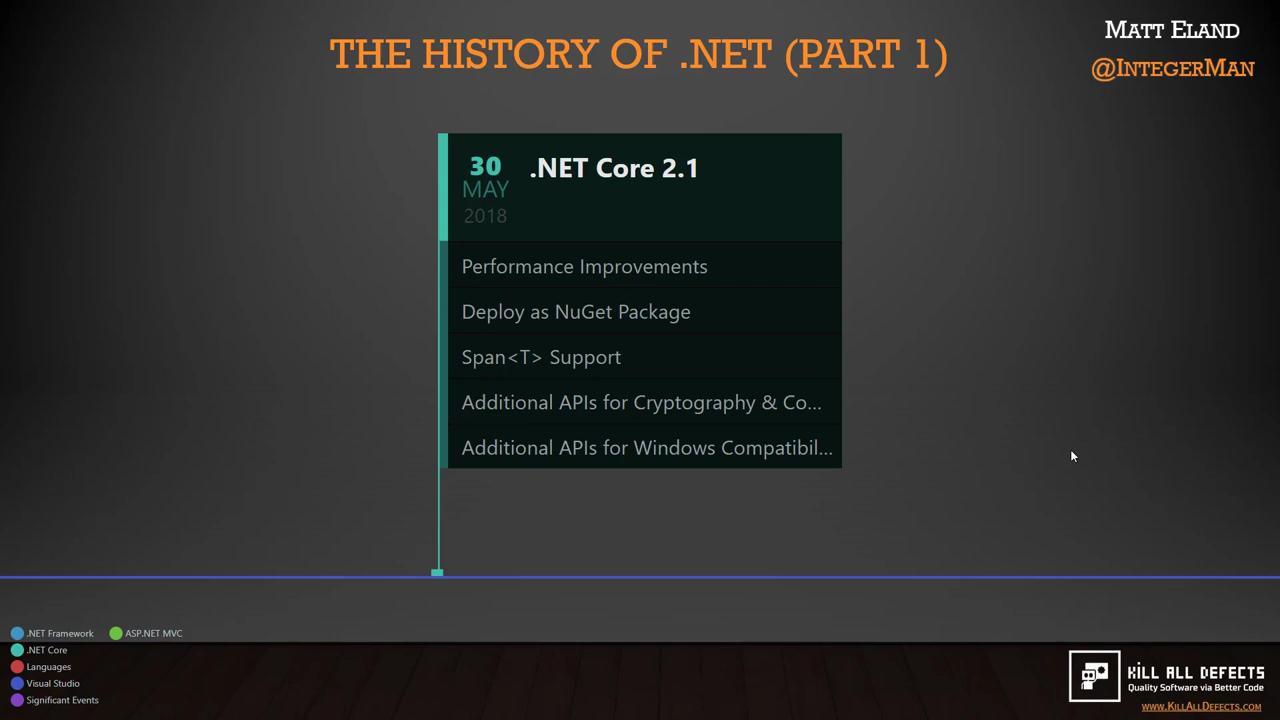 THE HISTORY OF .NET (PART 1)
MATT ELAND
@INTEGERMAN
30
MAY
2018
.NET Core 2.1
Performance Improvements
Deploy as NuGet Package
Span<T> Support
Additional APIs for Cryptography & Co...
Additional APIs for Windows Compatibil...
.NET Framework
ASP.NET MVC
.NET Core
Languages
Visual Studio
Significant Events
KILL ALL DEFECTS
Quality Software via Better Code
WWW.KILLALLDEFECTS.COM